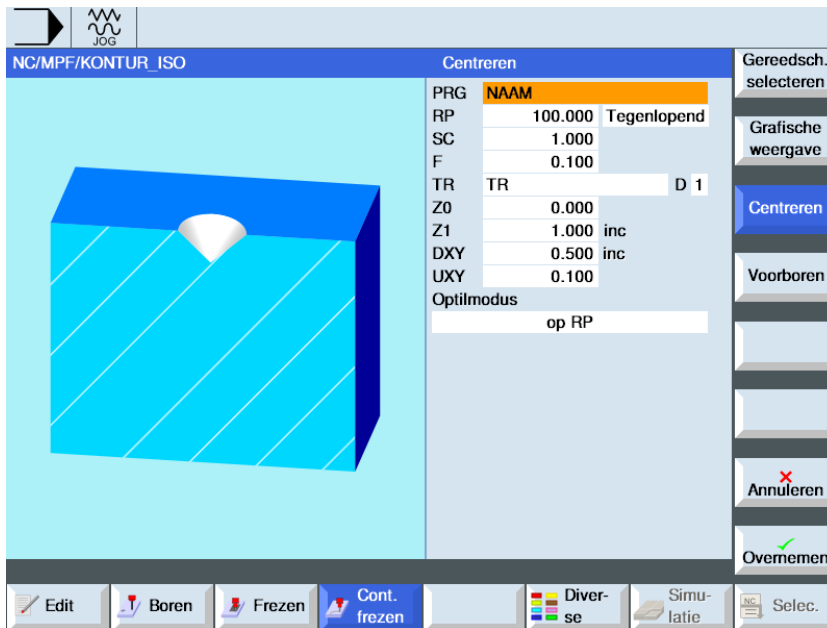 JOG
NC/MPF/KONTUR_ISO
Centreren
PRG NAAM
RP 100.000 Tegenlopend
SC 1.000
F 0.100
TR TR D 1
Z0 0.000
Z1 1.000 inc
DXY 0.500 inc
UXY 0.100
Optilmodus
op RP
Gereedsch.
selecteren
Grafische
weergave
Centreren
Voorboren
Annuleren
Overnemen
Edit
Boren
Frezen
Cont.
frezen
Diver-
se
Simu-
latie
NC
Selec.